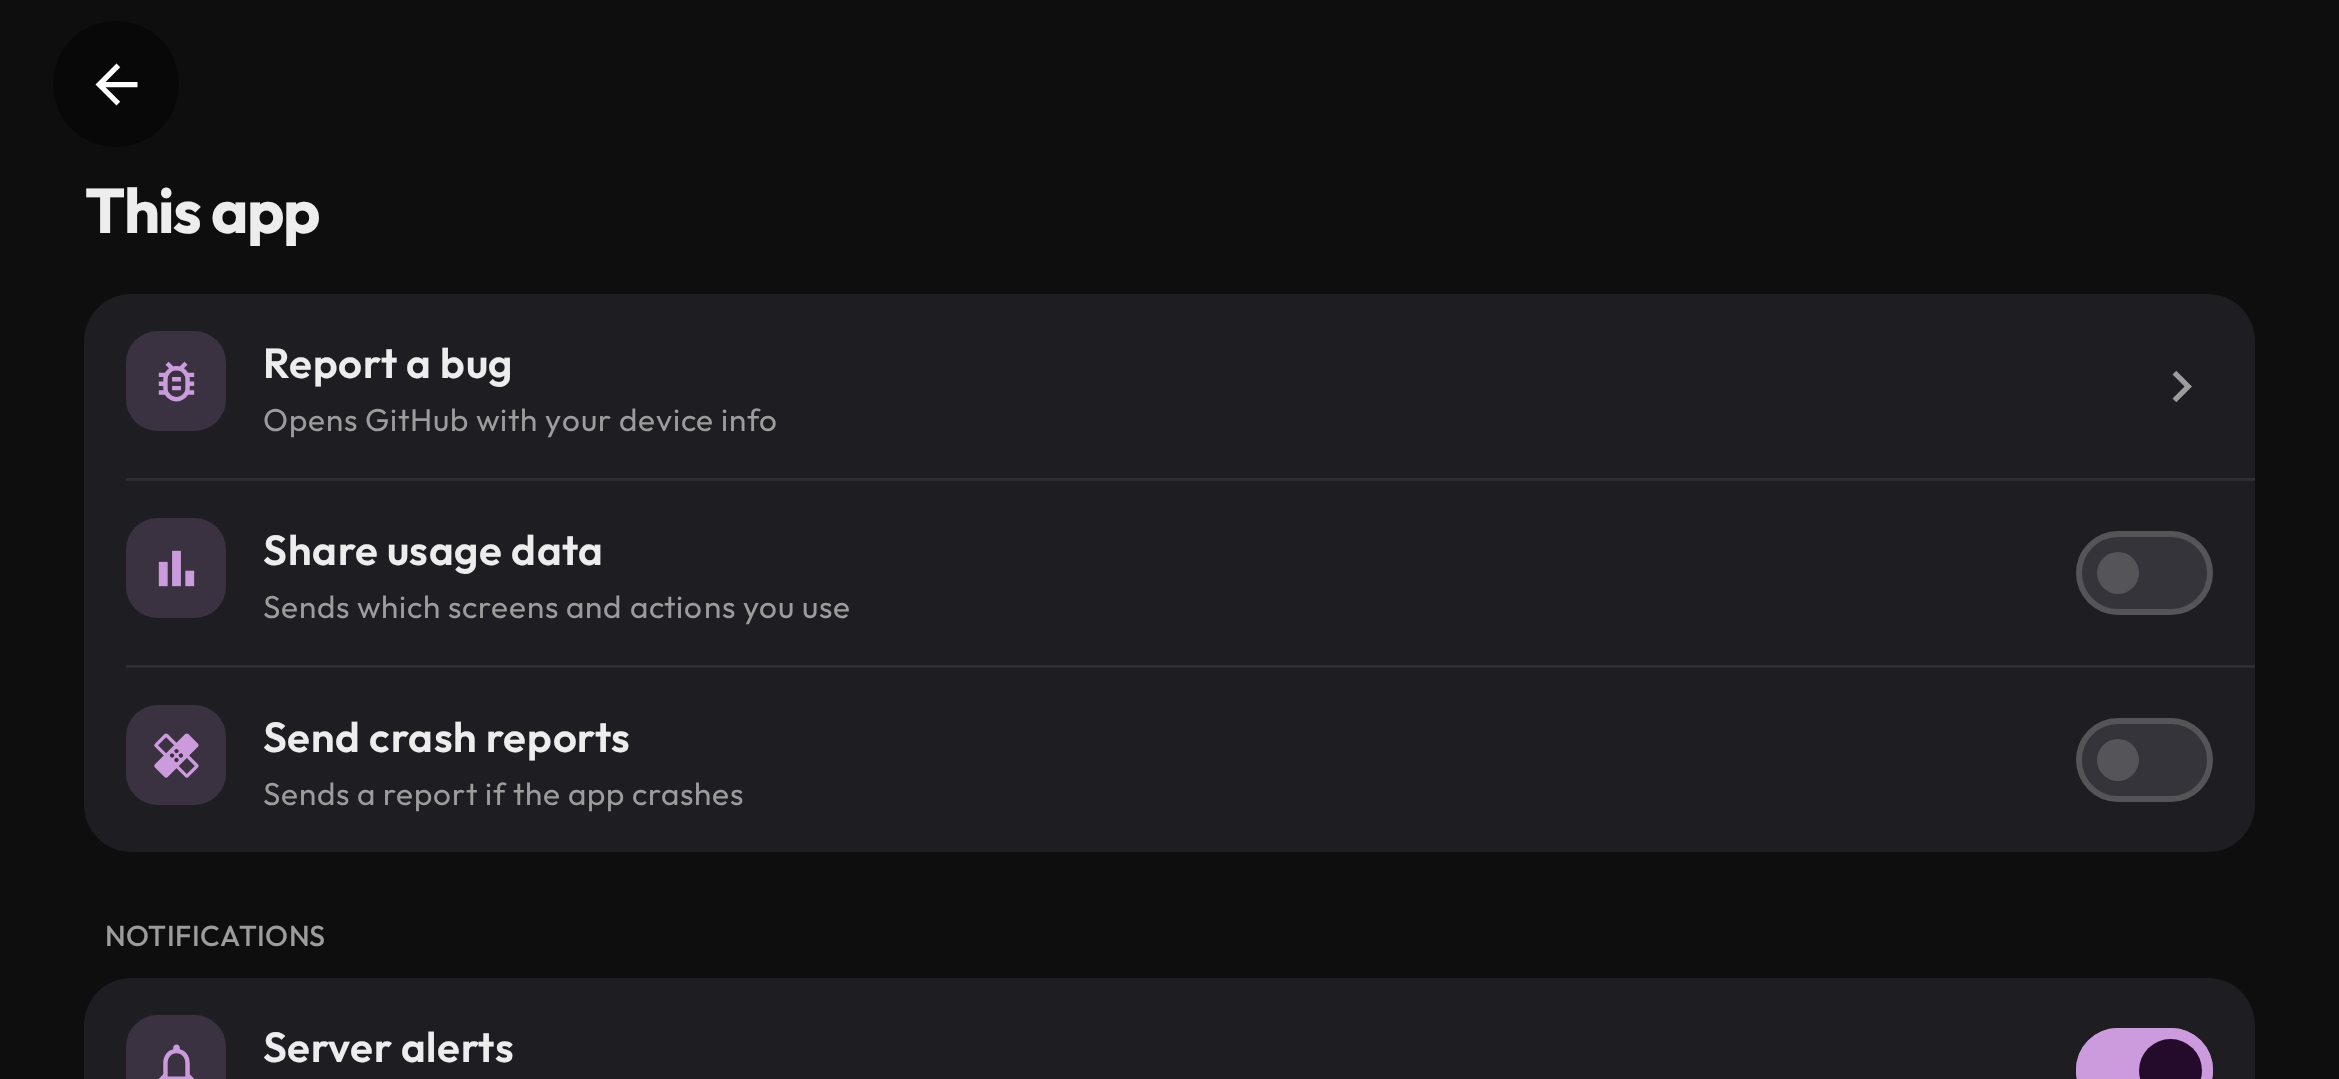 This app
Report a bug
Opens GitHub with your device info
Share usage data
Sends which screens and actions you use
Send crash reports
Sends a report if the app crashes
NOTIFICATIONS
Server alerts